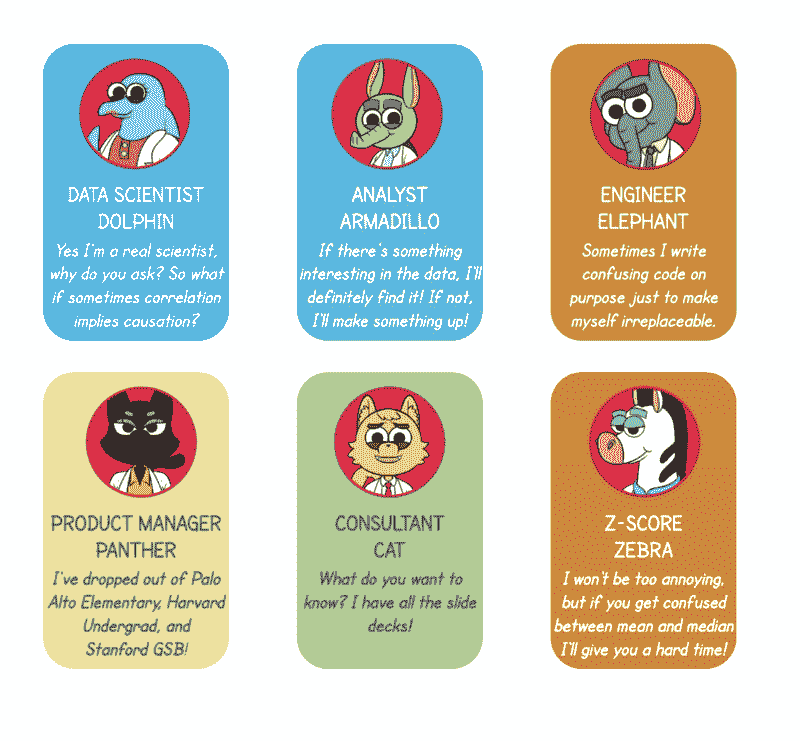 DATA SCIENTIST
DOLPHIN
Yes I'm a real scientist,
why do you ask? So what
if sometimes correlation
implies causation?
ANALYST
ARMADILLO
If there's something
interesting in the data, I'll
definitely find it! If not,
I'll make something up!
ENGINEER
ELEPHANT
Sometimes I write
confusing code on
purpose just to make
myself irreplaceable.
PRODUCT MANAGER
PANTHER
I've dropped out of Palo
Alto Elementary, Harvard
Undergrad, and
Stanford GSB!
CONSULTANT
CAT
What do you want to
know? I have all the slide
decks!
Z-SCORE
ZEBRA
I won't be too annoying,
but if you get confused
between mean and median
I'll give you a hard time!